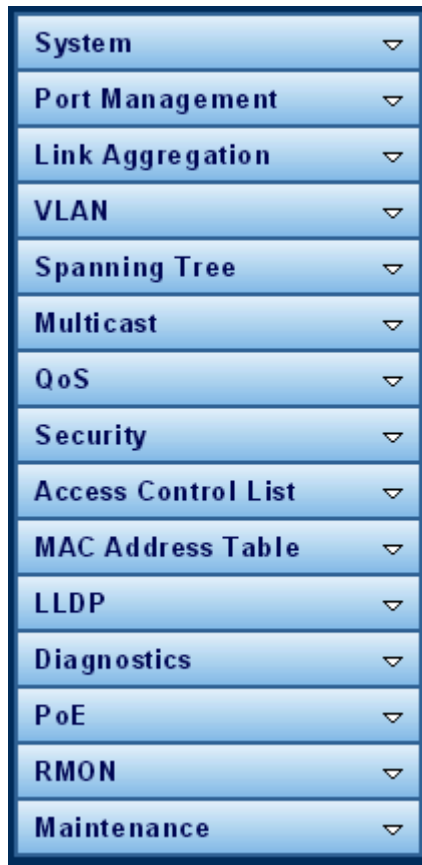 System
Port Management
Link Aggregation
VLAN
Spanning Tree
Multicast
QoS
Security
Access Control List
MAC Address Table
LLDP
Diagnostics
PoE
RMON
Maintenance